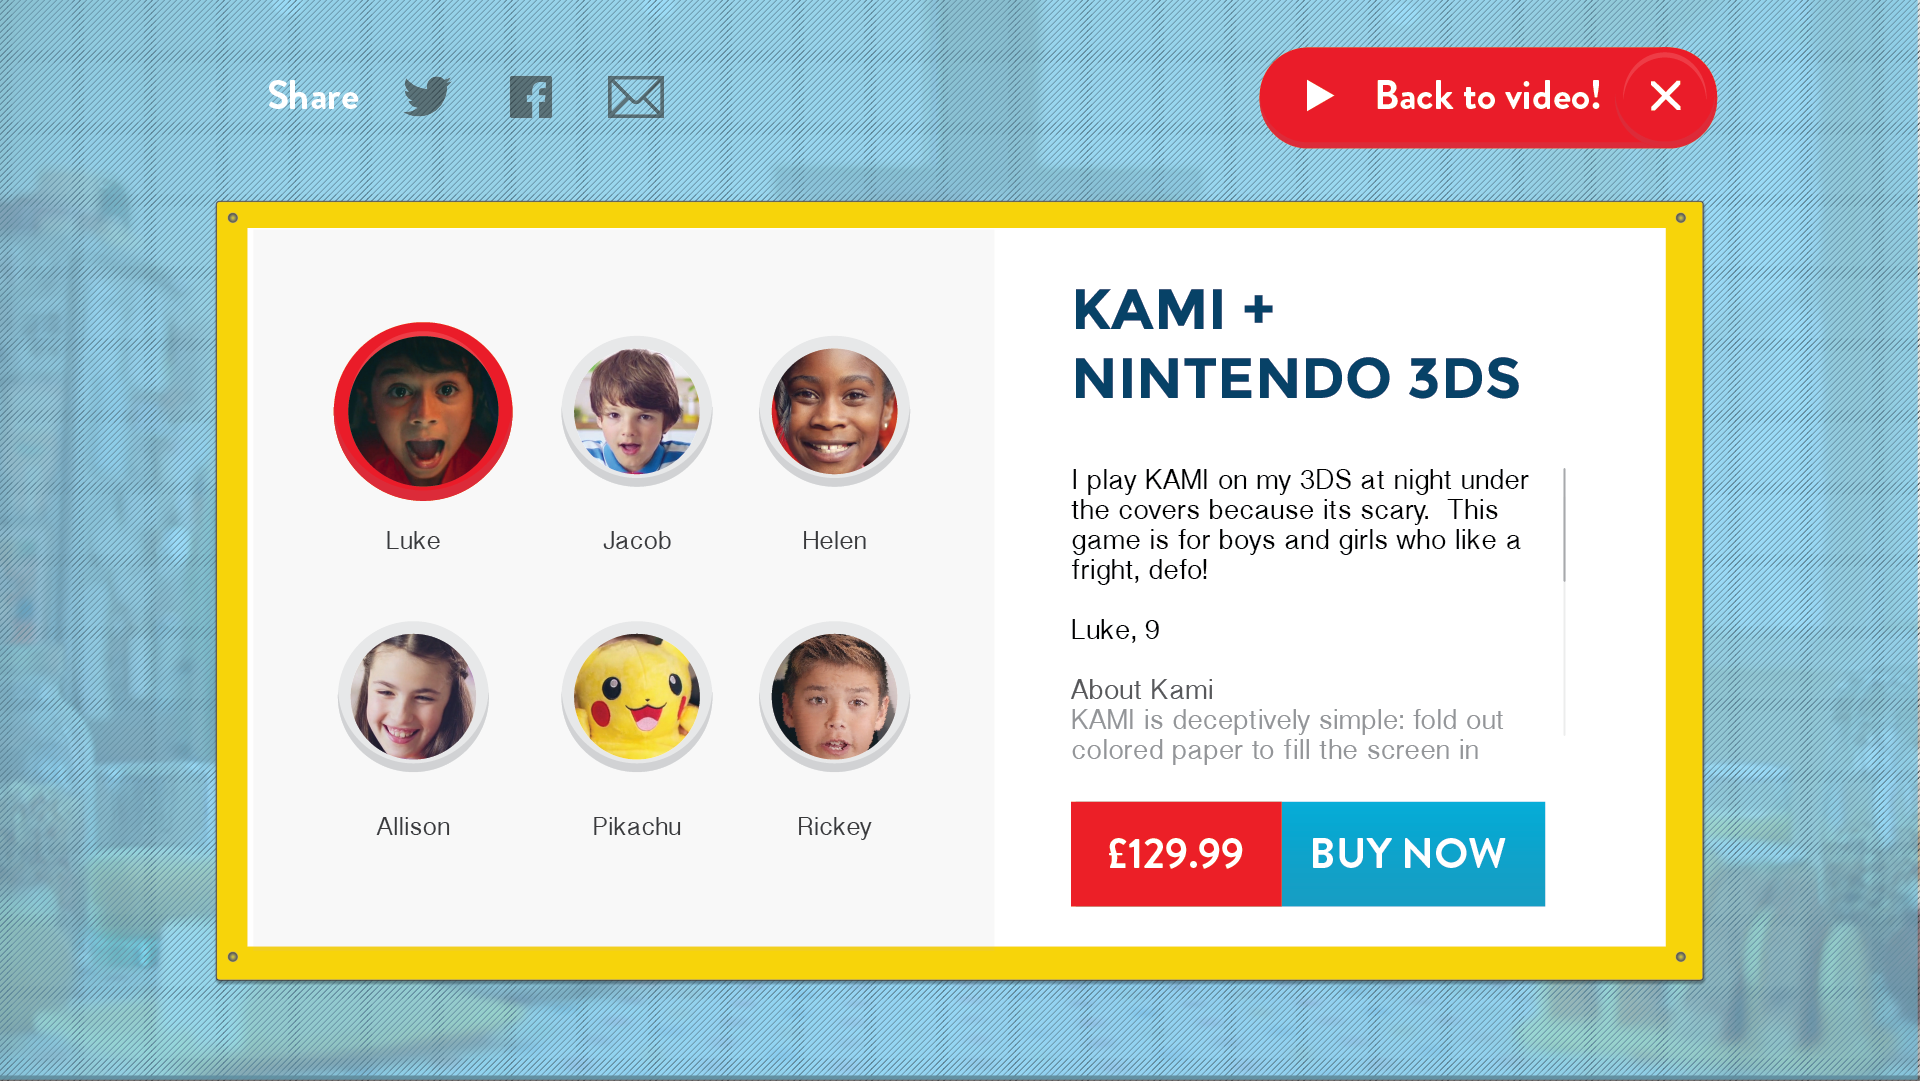 Share
Back to video!
Luke
Jacob
Helen
Allison
Pikachu
Rickey
KAMI +
NINTENDO 3DS
I play KAMI on my 3DS at night under
the covers because its scary.  This
game is for boys and girls who like a
fright, defo!
Luke, 9
About Kami
KAMI is deceptively simple: fold out
colored paper to fill the screen in
£129.99
BUY NOW